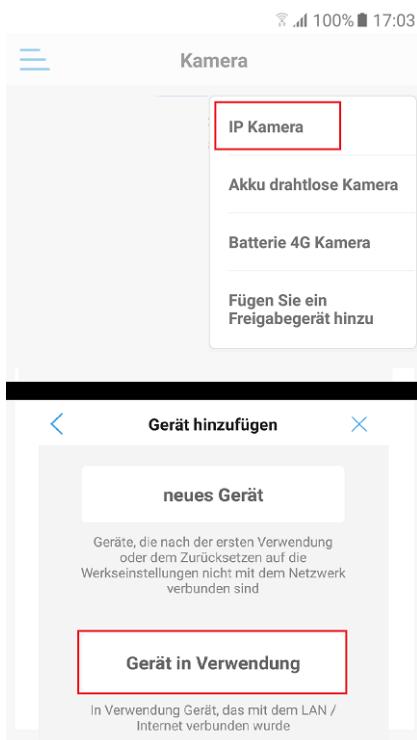 100% 17:03
Kamera
IP Kamera
Akku drahtlose Kamera
Batterie 4G Kamera
Fügen Sie ein
Freigabegerät hinzu
Gerät hinzufügen
neues Gerät
Geräte, die nach der ersten Verwendung
oder dem Zurücksetzen auf die
Werkseinstellungen nicht mit dem Netzwerk
verbunden sind
Gerät in Verwendung
In Verwendung Gerät, das mit dem LAN /
Internet verbunden wurde